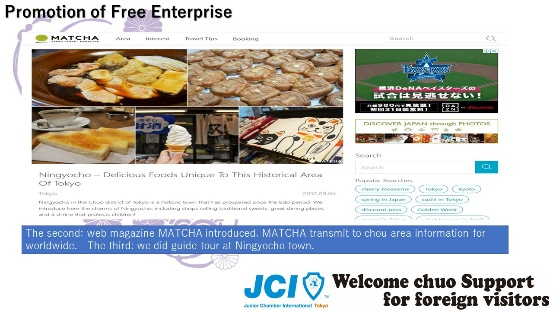 Promotion of Free Enterprise
MATCHA Area Interest Travel Tips Booking Search
横浜DeNAベイスターズの
試合は見逃せない!
DAZN
DISCOVER JAPAN through PHOTOS
Ningyocho – Delicious Foods Unique To This Historical Area
Of Tokyo
Tokyo
Ningyocho in the Chuo district of Tokyo is a historic town that has prospered since the Edo period. We
introduce here the charms of Ningyocho, including shops selling traditional sweets, great dining places,
and a shrine that protects children!
Search
Search
Popular Searches
cherry blossoms Tokyo Kyoto
spring in Japan sushi in Tokyo
discount pass Golden Week
The second: web magazine MATCHA introduced. MATCHA transmit to chou area information for
worldwide. The third: we did guide tour at Ningyocho town.
JCI
Junior Chamber International Tokyo
Welcome chuo Support
for foreign visitors